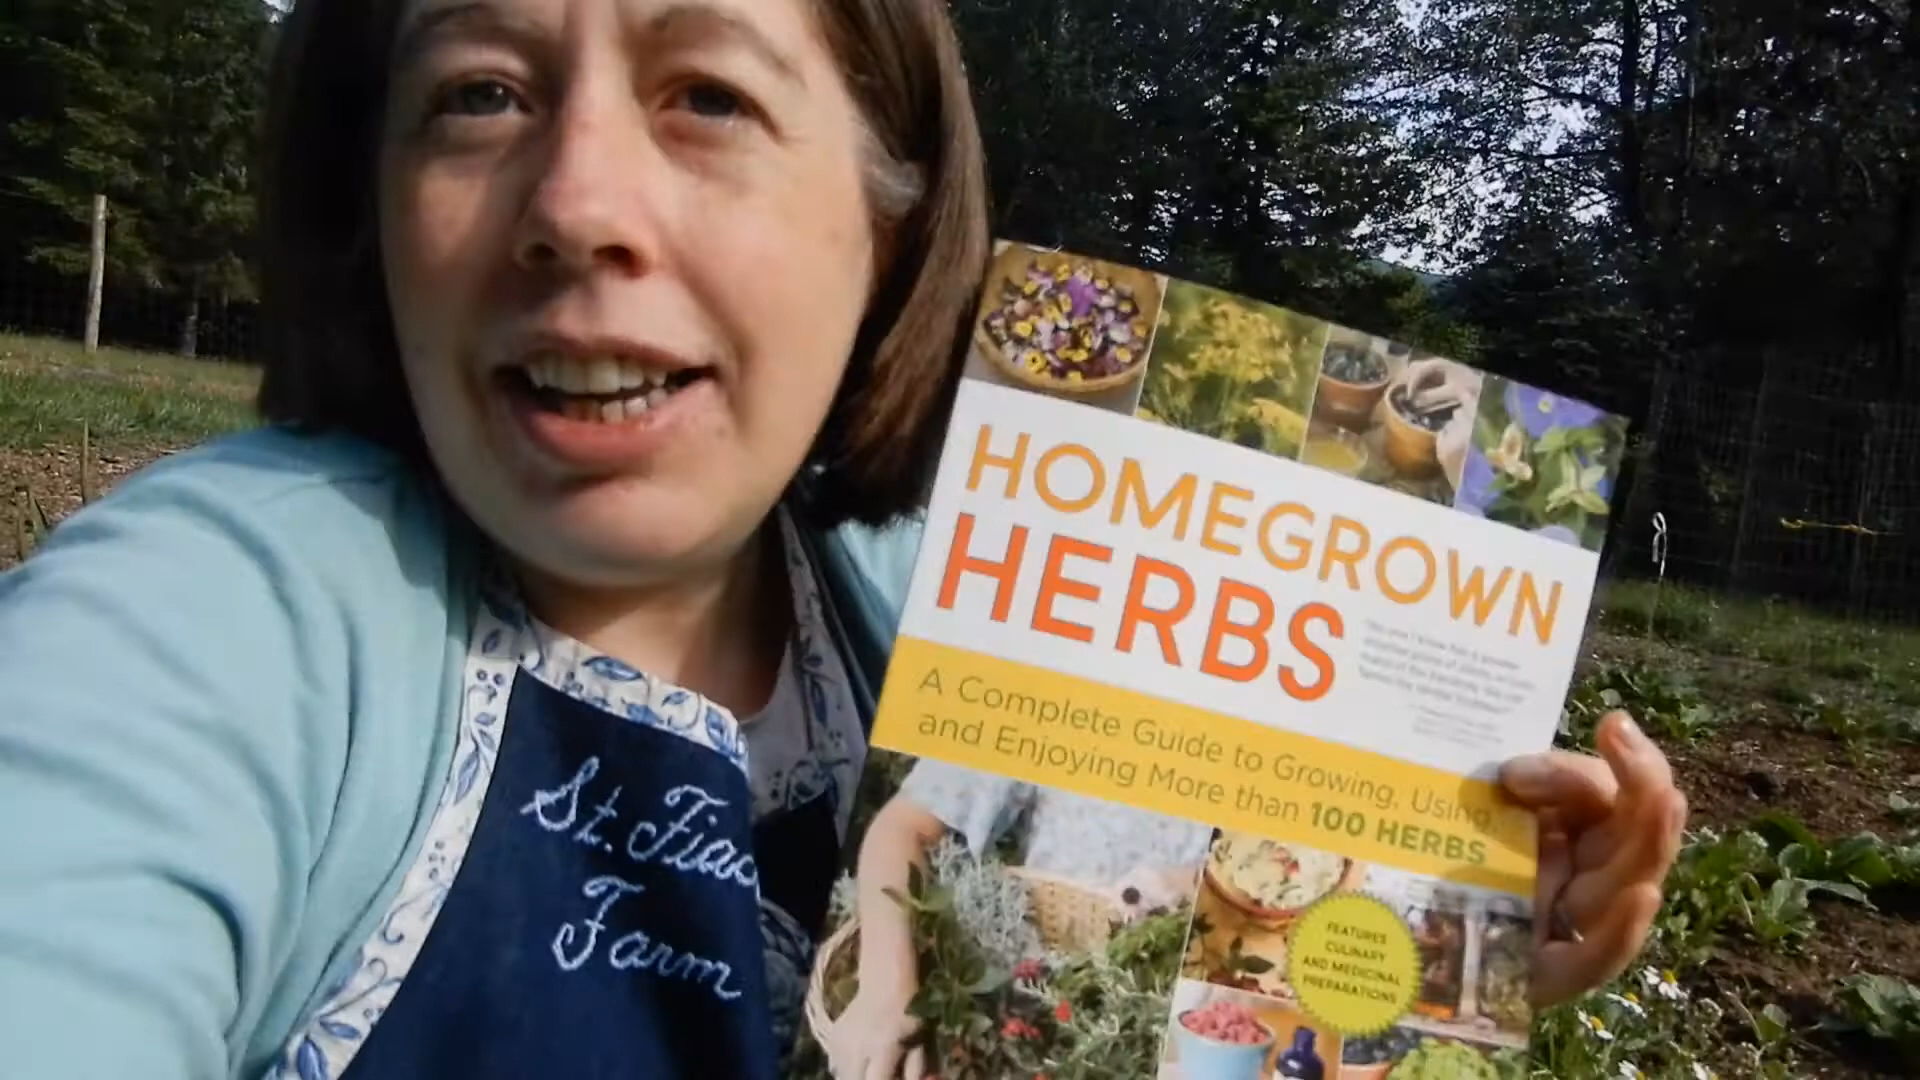 HOMEGROWN
HERBS
A Complete Guide to Growing, Using,
and Enjoying More than 100 HERBS
FEATURES
CULINARY
AND MEDICINAL
PREPARATIONS
St. Fiac
Farm